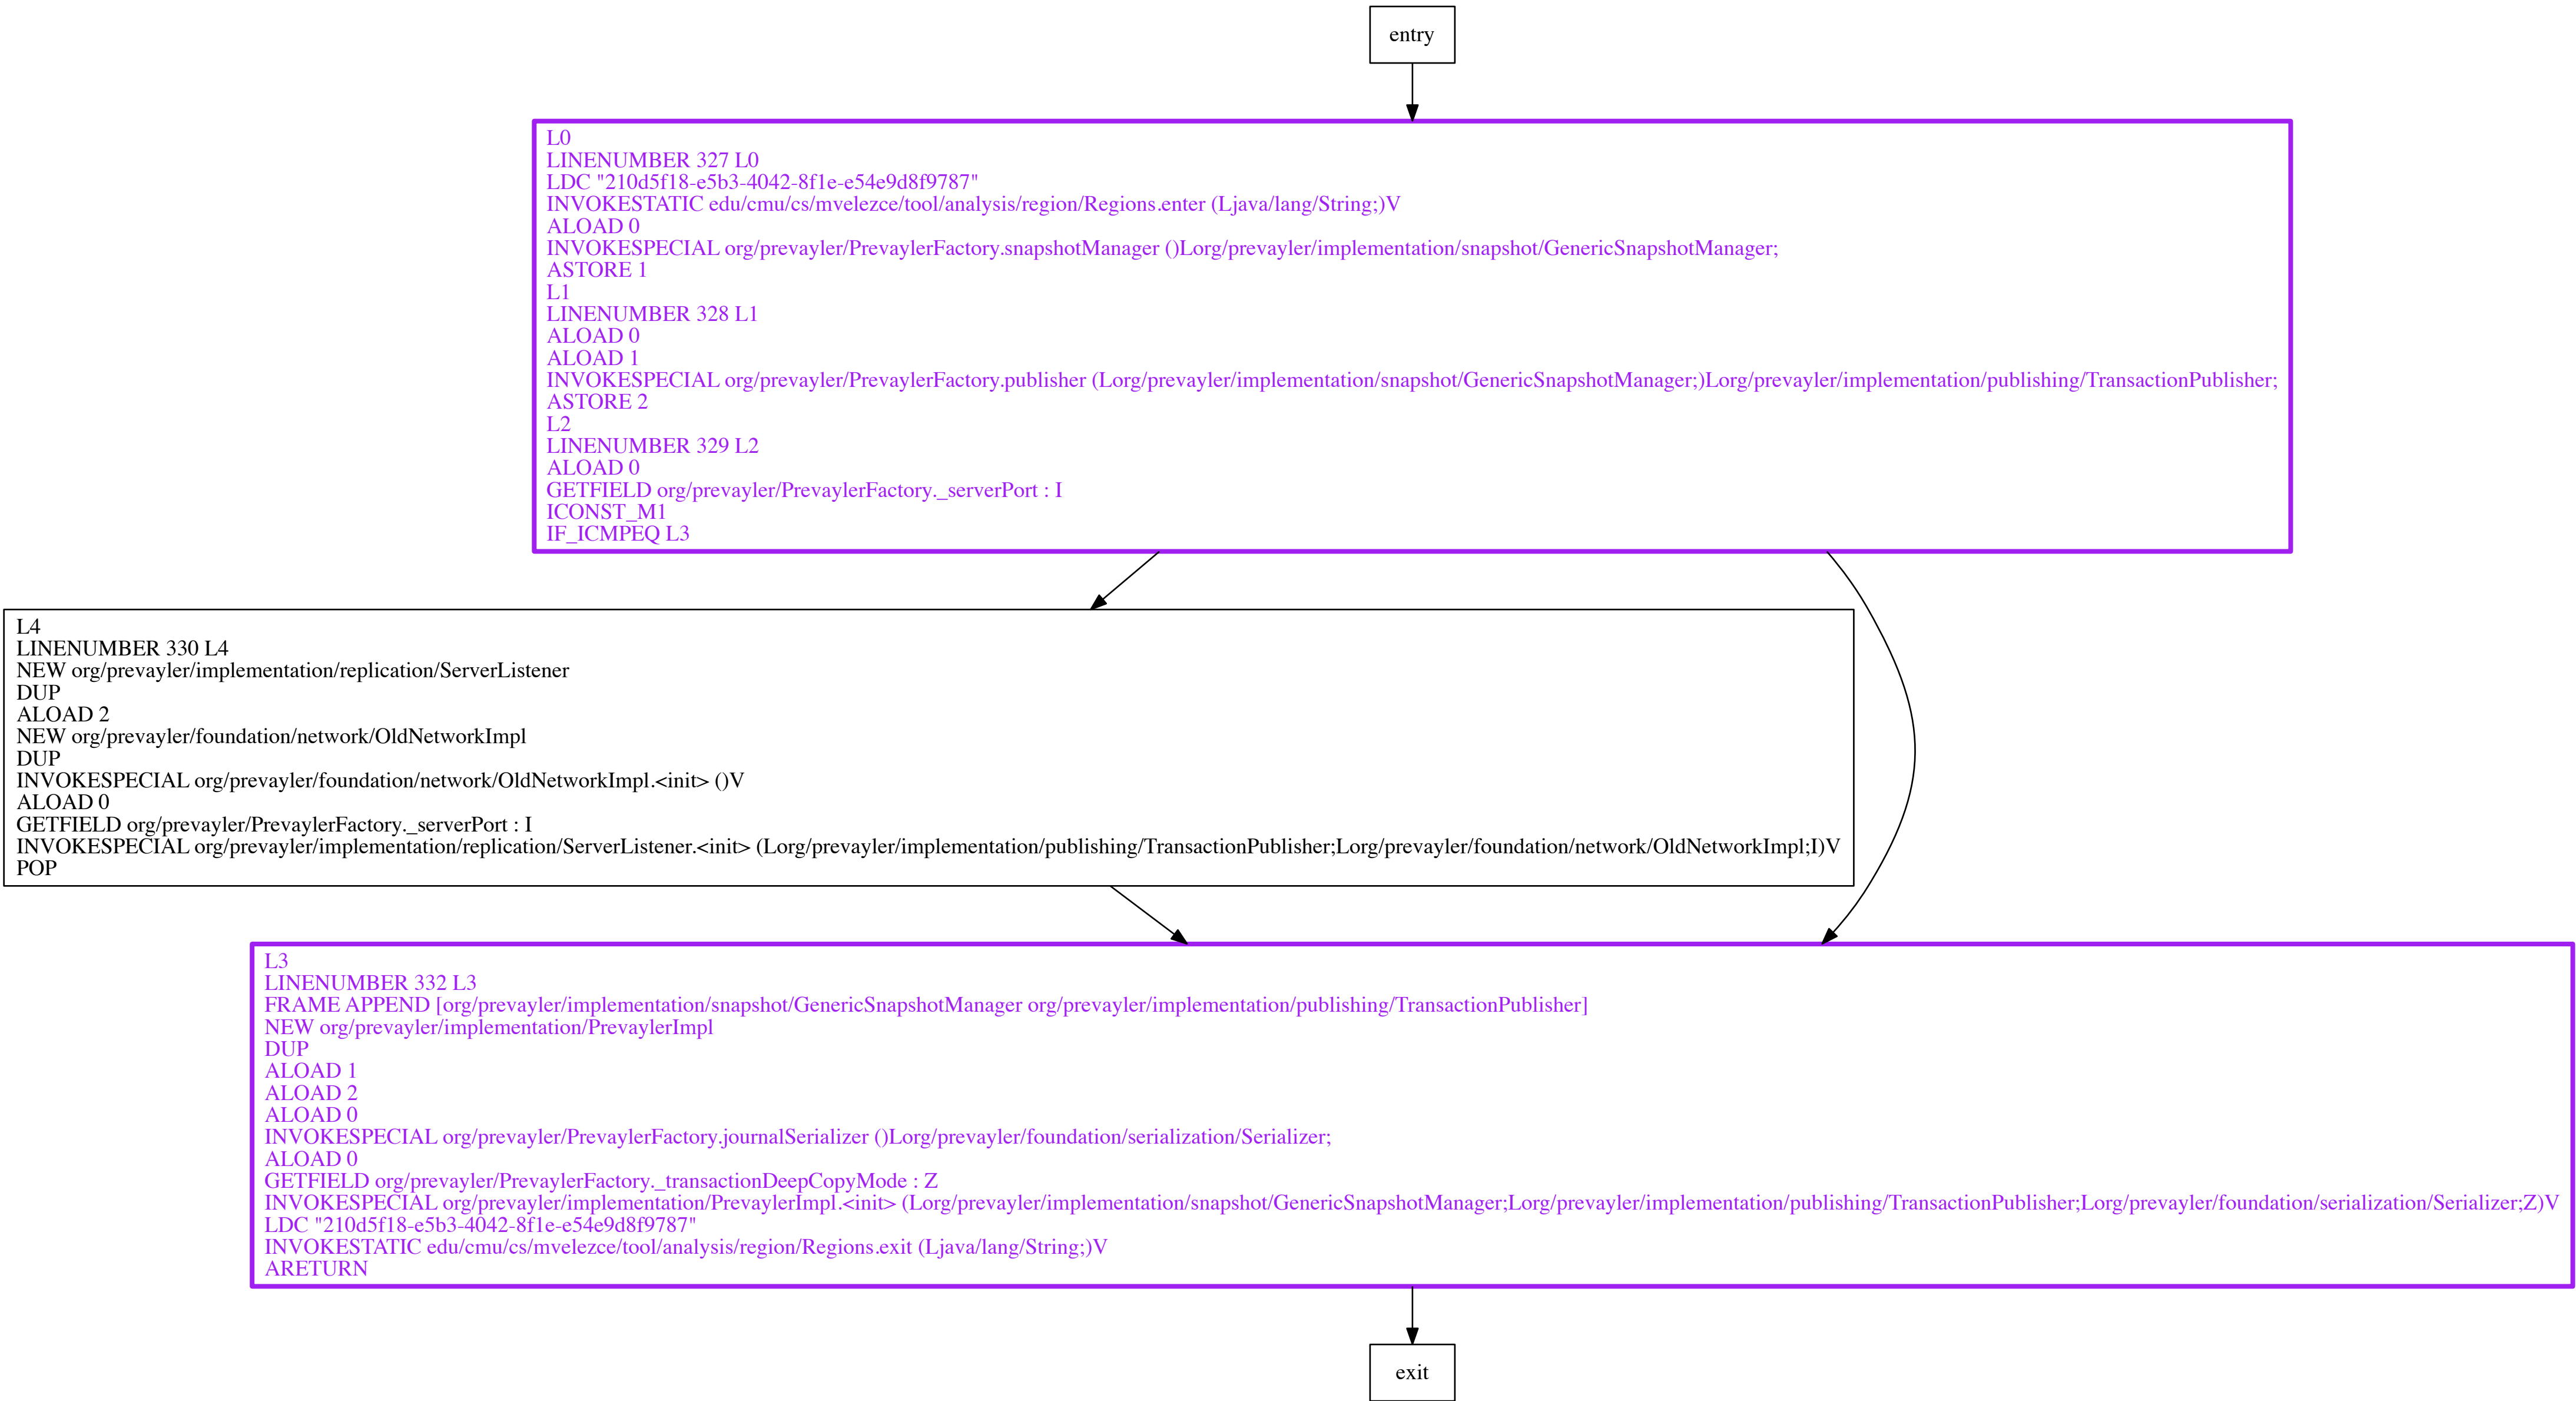 entry
L0
LINENUMBER 327 L0
LDC "210d5f18-e5b3-4042-8f1e-e54e9d8f9787"
INVOKESTATIC edu/cmu/cs/mvelezce/tool/analysis/region/Regions.enter (Ljava/lang/String;)V
ALOAD 0
INVOKESPECIAL org/prevayler/PrevaylerFactory.snapshotManager ()Lorg/prevayler/implementation/snapshot/GenericSnapshotManager;
ASTORE 1
L1
LINENUMBER 328 L1
ALOAD 0
ALOAD 1
INVOKESPECIAL org/prevayler/PrevaylerFactory.publisher (Lorg/prevayler/implementation/snapshot/GenericSnapshotManager;)Lorg/prevayler/implementation/publishing/TransactionPublisher;
ASTORE 2
L2
LINENUMBER 329 L2
ALOAD 0
GETFIELD org/prevayler/PrevaylerFactory._serverPort : I
ICONST_M1
IF_ICMPEQ L3
L4
LINENUMBER 330 L4
NEW org/prevayler/implementation/replication/ServerListener
DUP
ALOAD 2
NEW org/prevayler/foundation/network/OldNetworkImpl
DUP
INVOKESPECIAL org/prevayler/foundation/network/OldNetworkImpl.<init> ()V
ALOAD 0
GETFIELD org/prevayler/PrevaylerFactory._serverPort : I
INVOKESPECIAL org/prevayler/implementation/replication/ServerListener.<init> (Lorg/prevayler/implementation/publishing/TransactionPublisher;Lorg/prevayler/foundation/network/OldNetworkImpl;I)V
POP
L3
LINENUMBER 332 L3
FRAME APPEND [org/prevayler/implementation/snapshot/GenericSnapshotManager org/prevayler/implementation/publishing/TransactionPublisher]
NEW org/prevayler/implementation/PrevaylerImpl
DUP
ALOAD 1
ALOAD 2
ALOAD 0
INVOKESPECIAL org/prevayler/PrevaylerFactory.journalSerializer ()Lorg/prevayler/foundation/serialization/Serializer;
ALOAD 0
GETFIELD org/prevayler/PrevaylerFactory._transactionDeepCopyMode : Z
INVOKESPECIAL org/prevayler/implementation/PrevaylerImpl.<init> (Lorg/prevayler/implementation/snapshot/GenericSnapshotManager;Lorg/prevayler/implementation/publishing/TransactionPublisher;Lorg/prevayler/foundation/serialization/Serializer;Z)V
LDC "210d5f18-e5b3-4042-8f1e-e54e9d8f9787"
INVOKESTATIC edu/cmu/cs/mvelezce/tool/analysis/region/Regions.exit (Ljava/lang/String;)V
ARETURN
exit